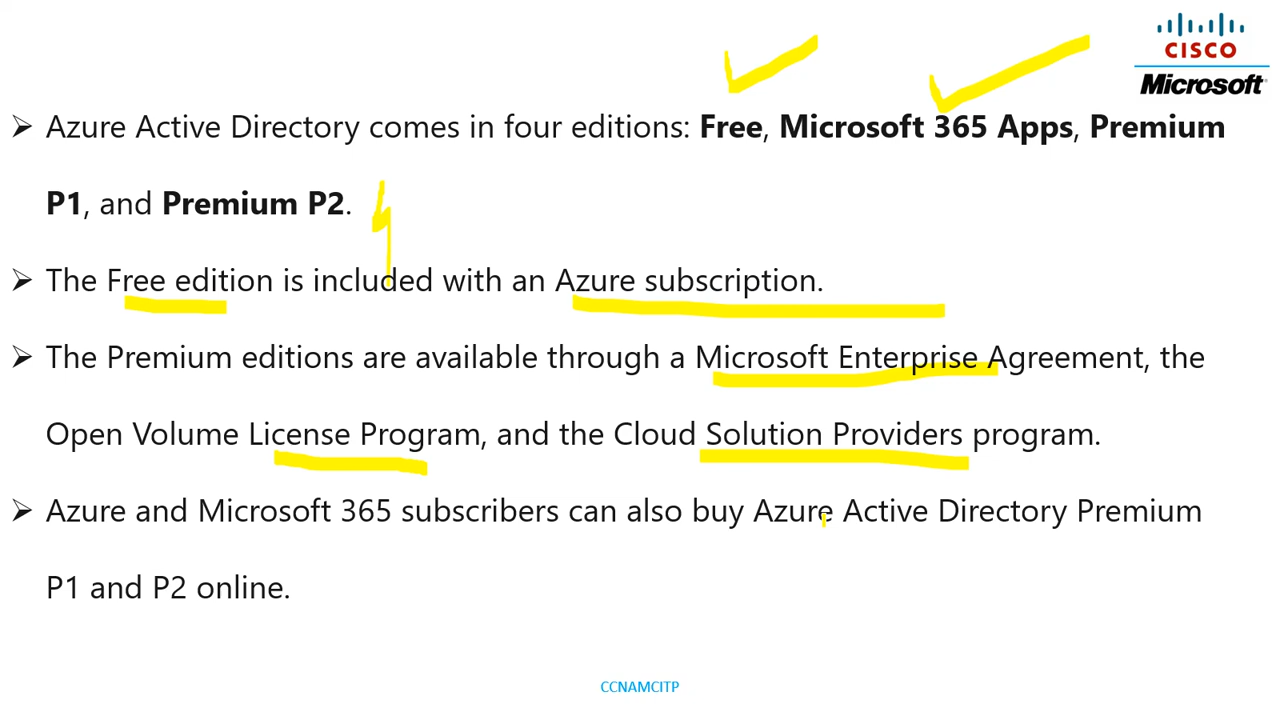 CISCO
Microsoft
➢ Azure Active Directory comes in four editions: Free, Microsoft 365 Apps, Premium
P1, and Premium P2.
➢ The Free edition is included with an Azure subscription.
➢ The Premium editions are available through a Microsoft Enterprise Agreement, the
Open Volume License Program, and the Cloud Solution Providers program.
➢ Azure and Microsoft 365 subscribers can also buy Azure Active Directory Premium
P1 and P2 online.
CCNAMCITP